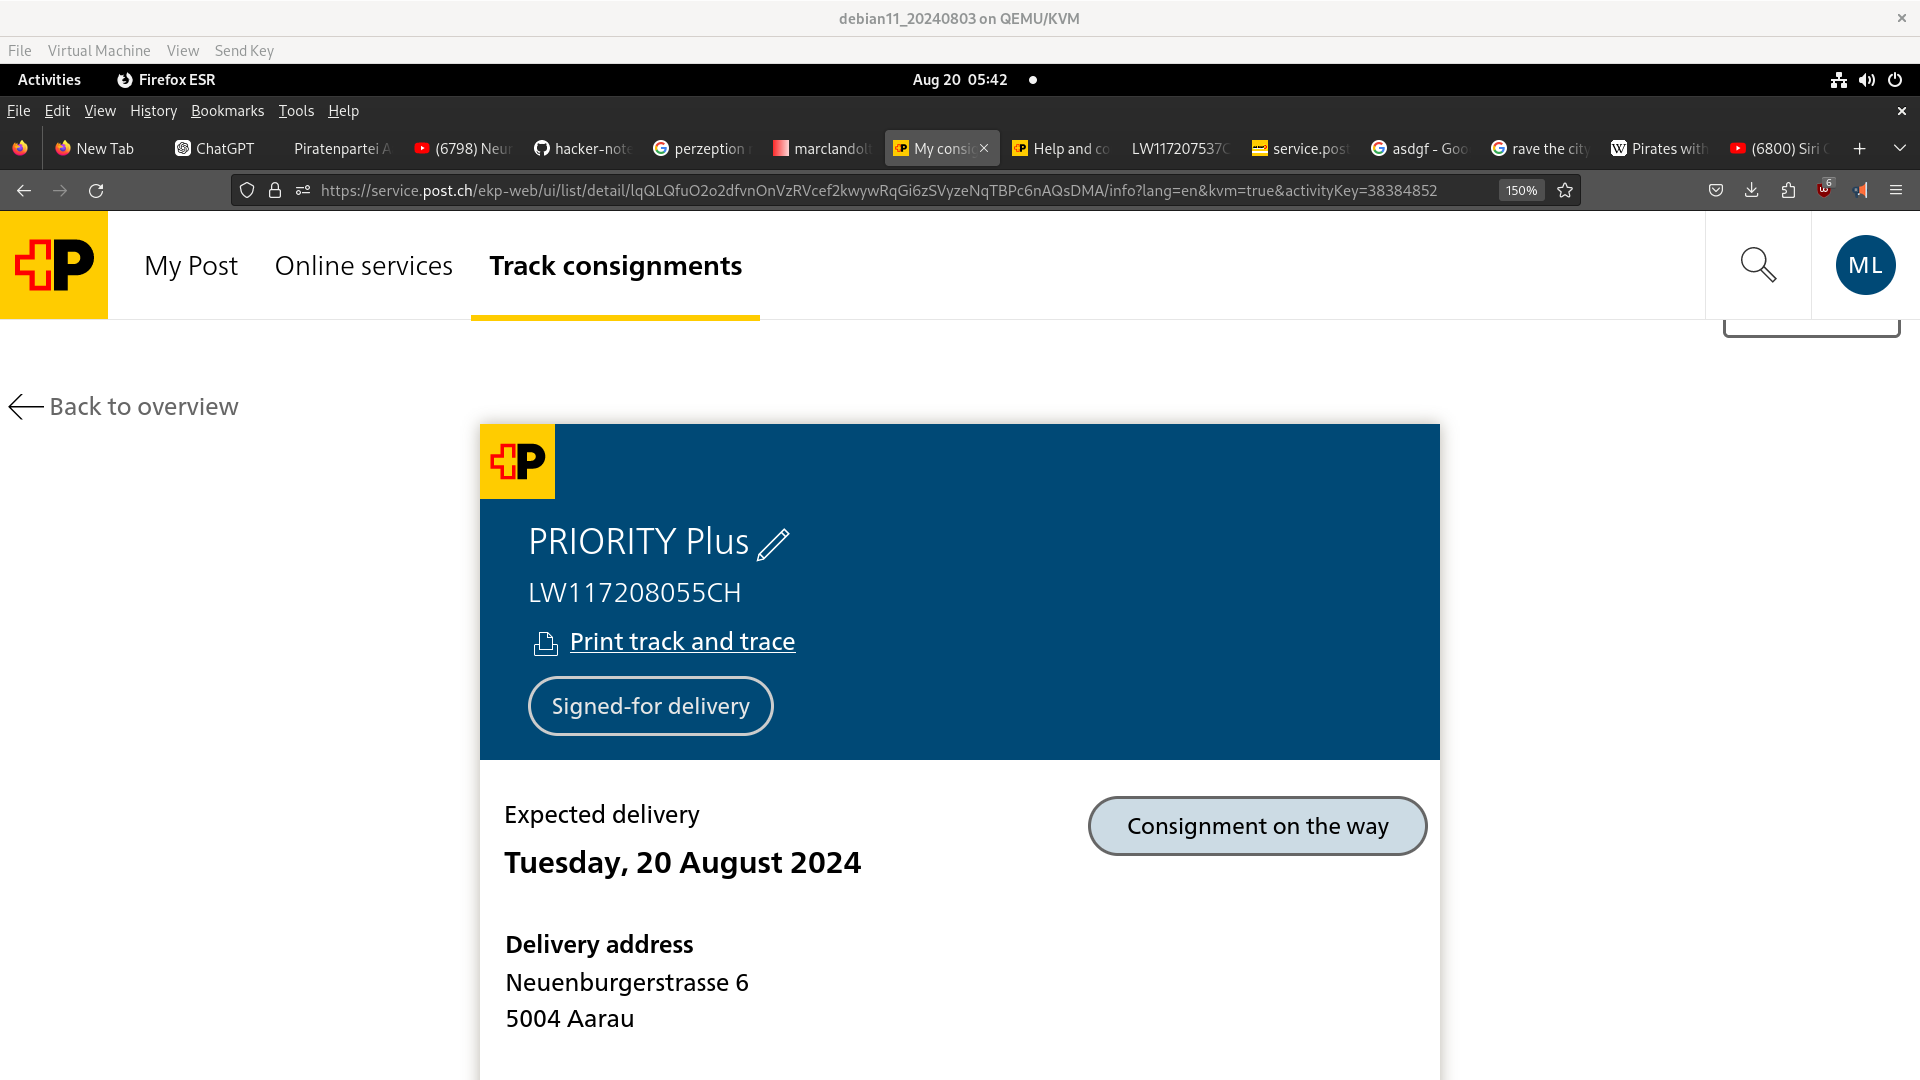 debian11_20240803 on QEMU/KVM
File Virtual Machine View Send Key
Activities Firefox ESR Aug 20 05:42
File Edit View History Bookmarks Tools Help
New Tab ChatGPT Piratenpartei A (6798) Neu hacker-note perzeption marclandolt My consi Help and co LW117207537C service.post asdgf - Goo rave the city Pirates with (6800) Siri
https://service.post.ch/ekp-web/ui/list/detail/lqQLQfuO2o2dfvnOnVzRVcef2kwywRqGi6zSVyzeNqTBPc6nAQsDMA/info?lang=en&kvm=true&activityKey=38384852 150% 6
P My Post Online services Track consignments ML
Back to overview
P
PRIORITY Plus
LW117208055CH
Print track and trace
Signed-for delivery
Expected delivery
Consignment on the way
Tuesday, 20 August 2024
Delivery address
Neuenburgerstrasse 6
5004 Aarau